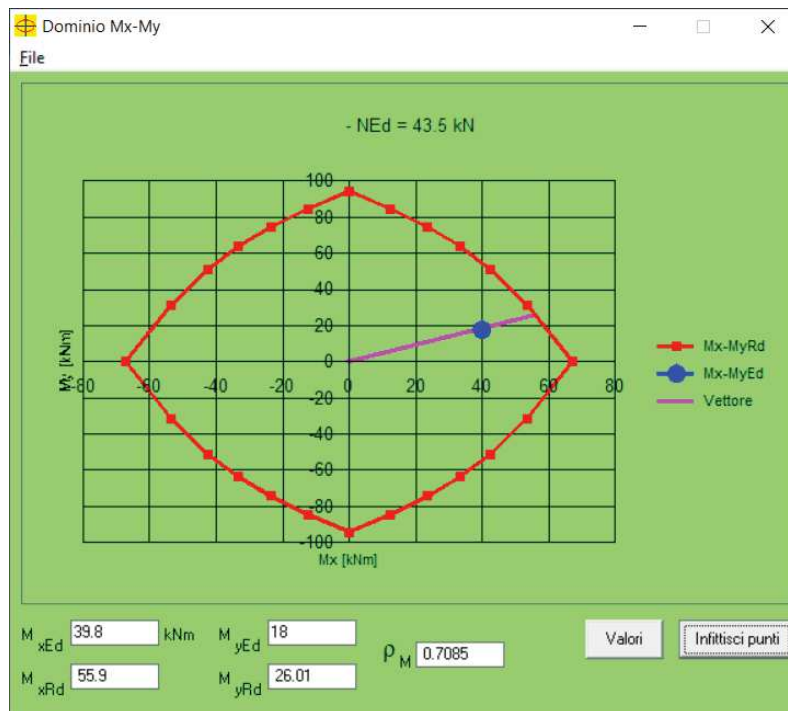 Dominio Mx-My
File
- NEd = 43.5 kN
100
80
60
40
20
0
-80 -60 -40 -20 0 20 40 60 80
-20
-40
-60
-80
-100
My [kNm]
Mx [kNm]
Mx-MyRd
Mx-MyEd
Vettore
M xEd 39.8 kNm M yEd 18
M xRd 55.9 M yRd 26.01
ρ M 0.7085
Valori
Infittisci punti